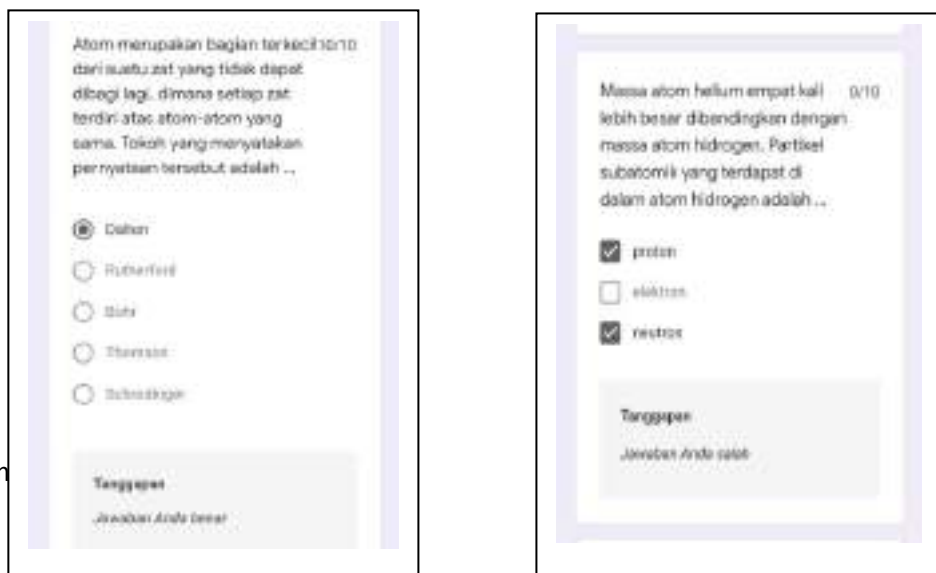 Atom merupakan bagian terkecil 10/10
dari suatu zat yang tidak dapat
dibagi lagi, dimana setiap zat
terdiri atas atom-atom yang
sama. Tokoh yang menyatakan
pernyataan tersebut adalah ...
Dalton
Rutherford
Bohr
Thomson
Schrodinger
Tanggapan
Jawaban Anda benar
Massa atom helium empat kali 0/10
lebih besar dibandingkan dengan
massa atom hidrogen. Partikel
subatomik yang terdapat di
dalam atom hidrogen adalah ...
proton
elektron
neutron
Tanggapan
Jawaban Anda salah